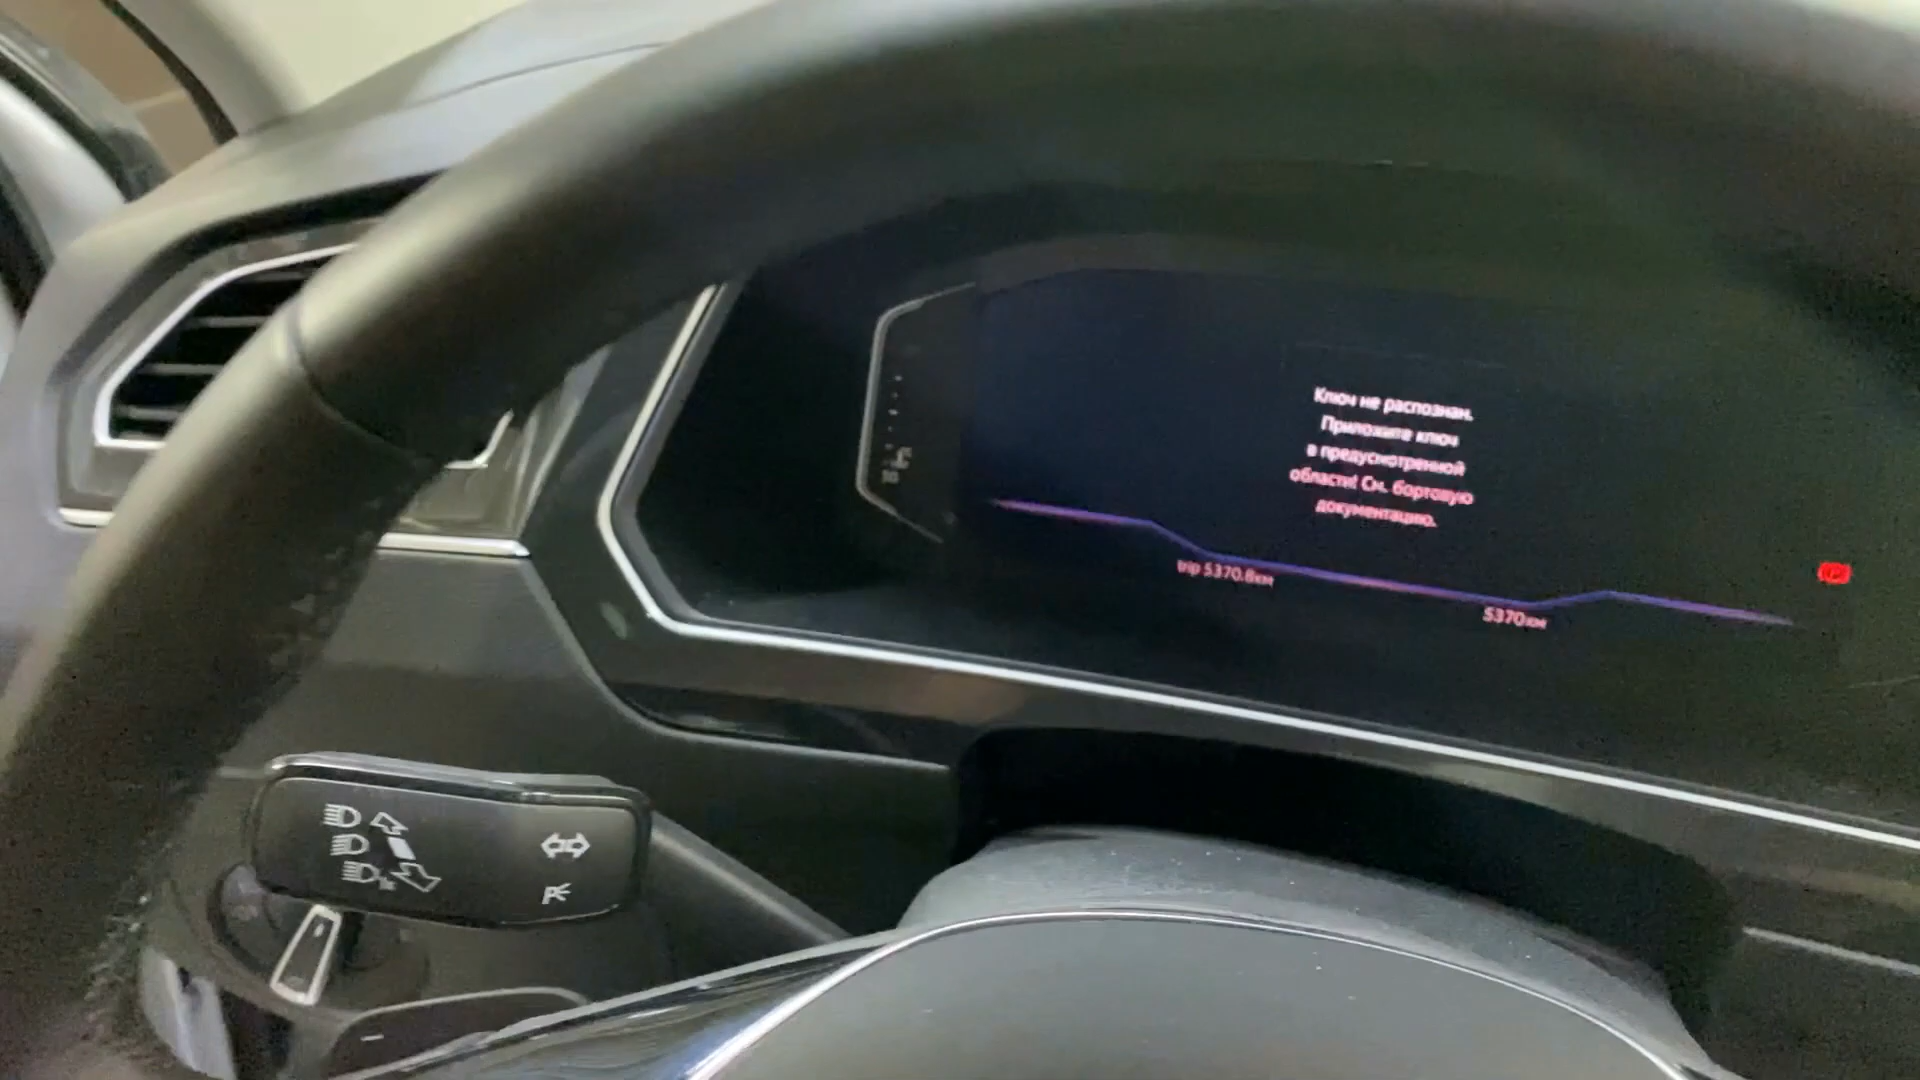 Ключ не распознан.
Приложите ключ
в предусмотренной
области! См. бортовую
документацию.
trip 5370.8км
5370км